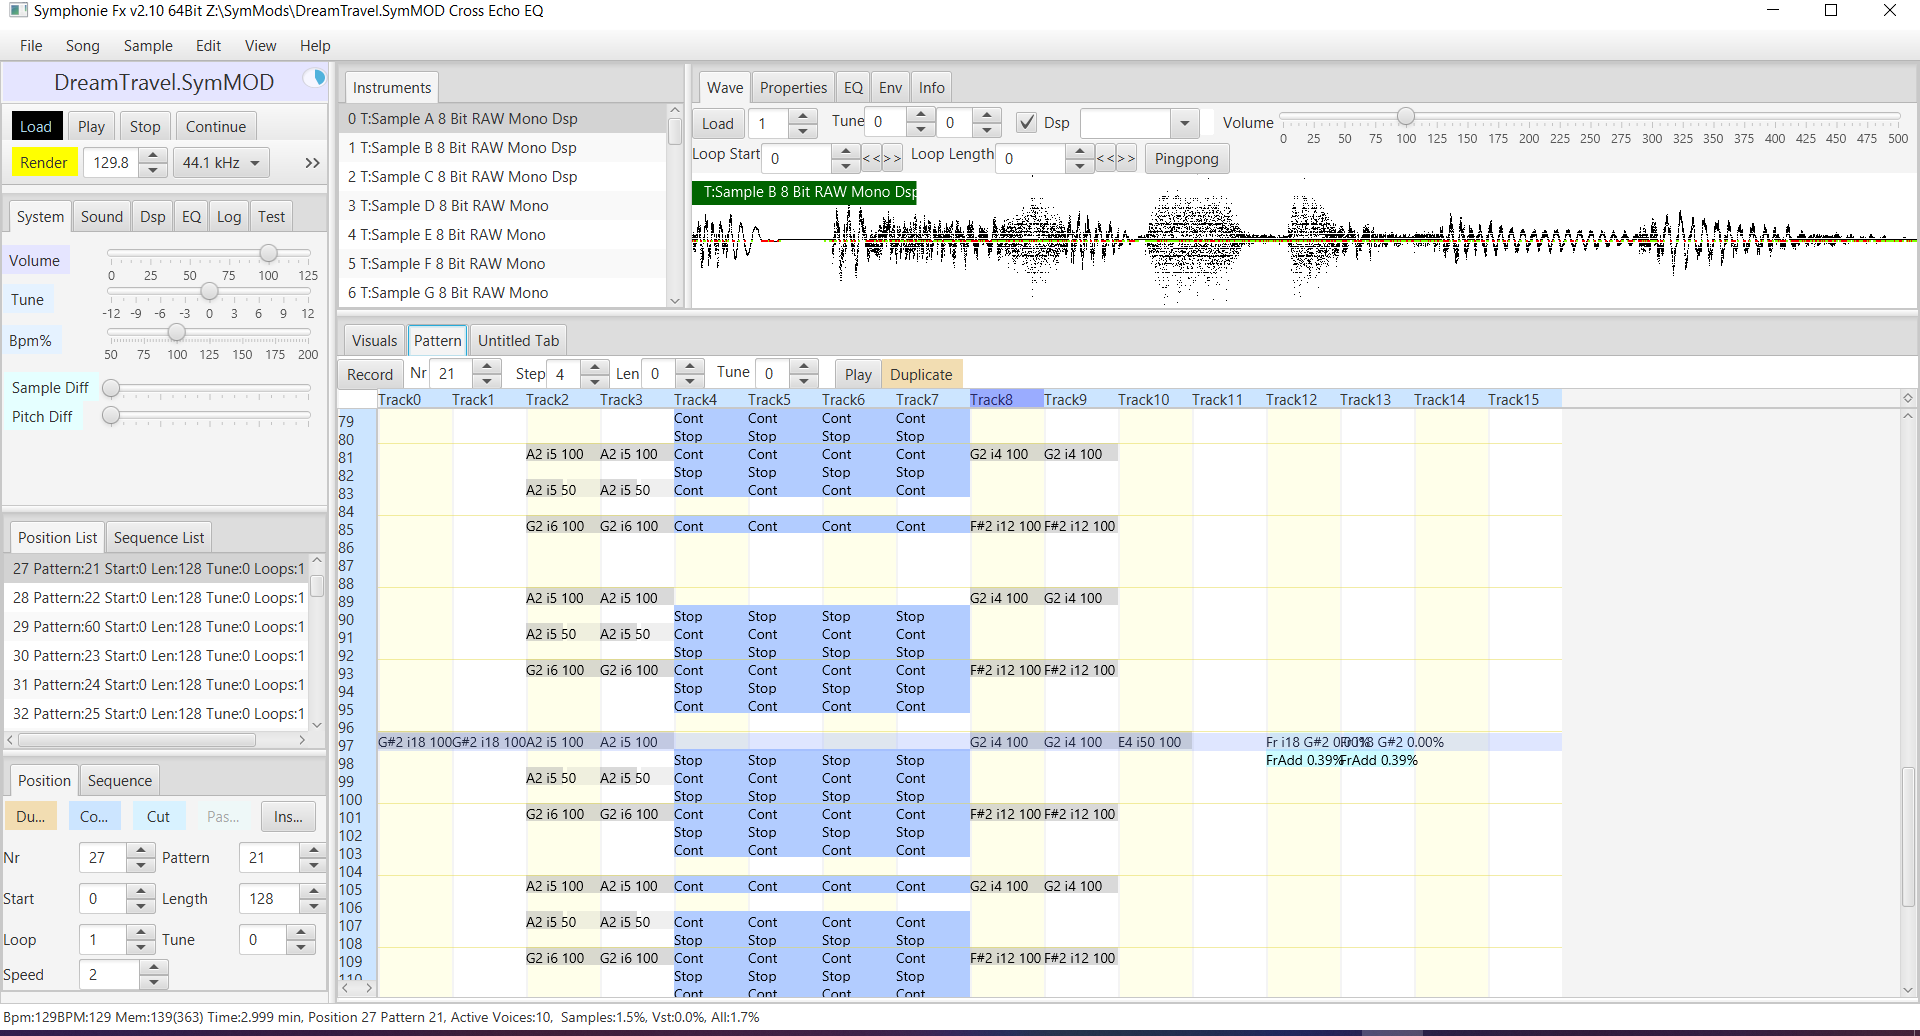 Symphonie Fx v2.10 64Bit Z:\SymMods\DreamTravel.SymMOD Cross Echo EQ
File Song Sample Edit View Help
DreamTravel.SymMOD
Load Play Stop Continue
Render 129.8 44.1 kHz >>
System Sound Dsp EQ Log Test
Volume
0 25 50 75 100 125
Tune
-12 -9 -6 -3 0 3 6 9 12
Bpm%
50 75 100 125 150 175 200
Sample Diff
Pitch Diff
Position List Sequence List
27 Pattern:21 Start:0 Len:128 Tune:0 Loops:1
28 Pattern:22 Start:0 Len:128 Tune:0 Loops:1
29 Pattern:60 Start:0 Len:128 Tune:0 Loops:1
30 Pattern:23 Start:0 Len:128 Tune:0 Loops:1
31 Pattern:24 Start:0 Len:128 Tune:0 Loops:1
32 Pattern:25 Start:0 Len:128 Tune:0 Loops:1
Position Sequence
Du... Co... Cut Pas... Ins...
Nr 27 Pattern 21
Start 0 Length 128
Loop 1 Tune 0
Speed 2
Instruments
0 T:Sample A 8 Bit RAW Mono Dsp
1 T:Sample B 8 Bit RAW Mono Dsp
2 T:Sample C 8 Bit RAW Mono Dsp
3 T:Sample D 8 Bit RAW Mono
4 T:Sample E 8 Bit RAW Mono
5 T:Sample F 8 Bit RAW Mono
6 T:Sample G 8 Bit RAW Mono
Wave Properties EQ Env Info
Load 1 Tune 0 0 Dsp Volume
0 25 50 75 100 125 150 175 200 225 250 275 300 325 350 375 400 425 450 475 500
Loop Start 0 << >> Loop Length 0 << >> Pingpong
T:Sample B 8 Bit RAW Mono Dsp
Visuals Pattern Untitled Tab
Record Nr 21 Step 4 Len 0 Tune 0 Play Duplicate
Track0 Track1 Track2 Track3 Track4 Track5 Track6 Track7 Track8 Track9 Track10 Track11 Track12 Track13 Track14 Track15
79 Cont Cont Cont Cont
80 Stop Stop Stop Stop
81 A2 i5 100 A2 i5 100 Cont Cont Cont Cont G2 i4 100 G2 i4 100
82 Stop Stop Stop Stop
83 A2 i5 50 A2 i5 50 Cont Cont Cont Cont
84
85 G2 i6 100 G2 i6 100 Cont Cont Cont Cont F#2 i12 100 F#2 i12 100
86
87
88
89 A2 i5 100 A2 i5 100 G2 i4 100 G2 i4 100
90 Stop Stop Stop Stop
91 A2 i5 50 A2 i5 50 Cont Cont Cont Cont
92 Stop Stop Stop Stop
93 G2 i6 100 G2 i6 100 Cont Cont Cont Cont F#2 i12 100 F#2 i12 100
94 Stop Stop Stop Stop
95 Cont Cont Cont Cont
96
97 G#2 i18 100 G#2 i18 100 A2 i5 100 A2 i5 100 G2 i4 100 G2 i4 100 E4 i50 100 Fr i18 G#2 0.00% Fr i18 G#2 0.00%
98 Stop Stop Stop Stop FrAdd 0.39% FrAdd 0.39%
99 A2 i5 50 A2 i5 50 Cont Cont Cont Cont
100 Stop Stop Stop Stop
101 G2 i6 100 G2 i6 100 Cont Cont Cont Cont F#2 i12 100 F#2 i12 100
102 Stop Stop Stop Stop
103 Cont Cont Cont Cont
104
105 A2 i5 100 A2 i5 100 Cont Cont Cont Cont G2 i4 100 G2 i4 100
106
107 A2 i5 50 A2 i5 50 Cont Cont Cont Cont
108 Stop Stop Stop Stop
109 G2 i6 100 G2 i6 100 Cont Cont Cont Cont F#2 i12 100 F#2 i12 100
110 Stop Stop Stop Stop
Cont Cont Cont Cont
Bpm:129BPM:129 Mem:139(363) Time:2.999 min, Position 27 Pattern 21, Active Voices:10, Samples:1.5%, Vst:0.0%, All:1.7%